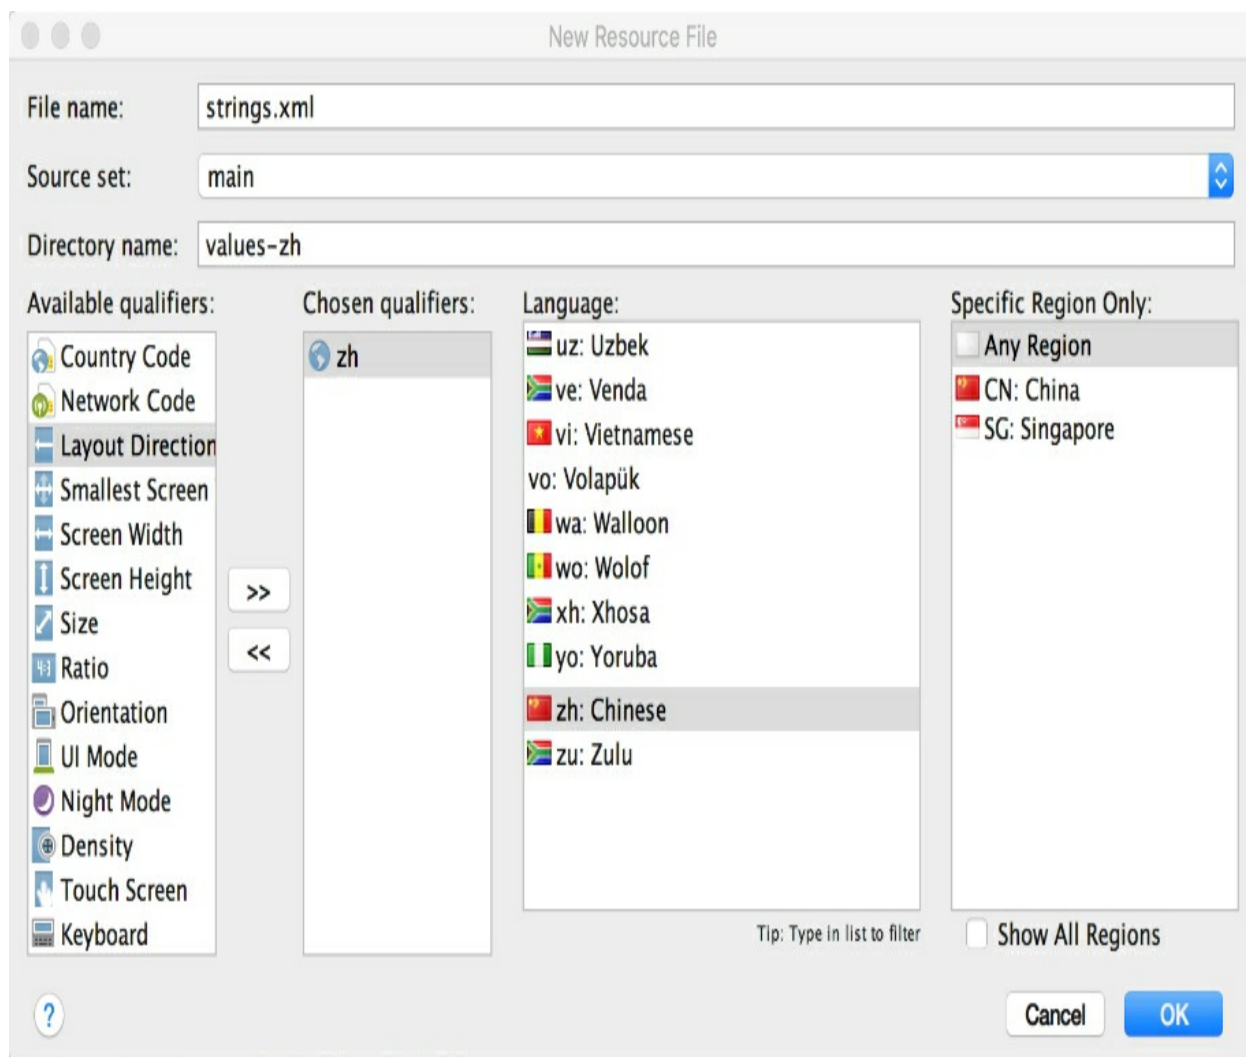 New Resource File
File name: strings.xml
Source set: main
Directory name: values-zh
Available qualifiers:
Country Code
Network Code
Layout Direction
Smallest Screen
Screen Width
Screen Height
Size
Ratio
Orientation
UI Mode
Night Mode
Density
Touch Screen
Keyboard
>>
<<
Chosen qualifiers:
zh
Language:
uz: Uzbek
ve: Venda
vi: Vietnamese
vo: Volapük
wa: Walloon
wo: Wolof
xh: Xhosa
yo: Yoruba
zh: Chinese
zu: Zulu
Tip: Type in list to filter
Specific Region Only:
Any Region
CN: China
SG: Singapore
Show All Regions
?
Cancel OK